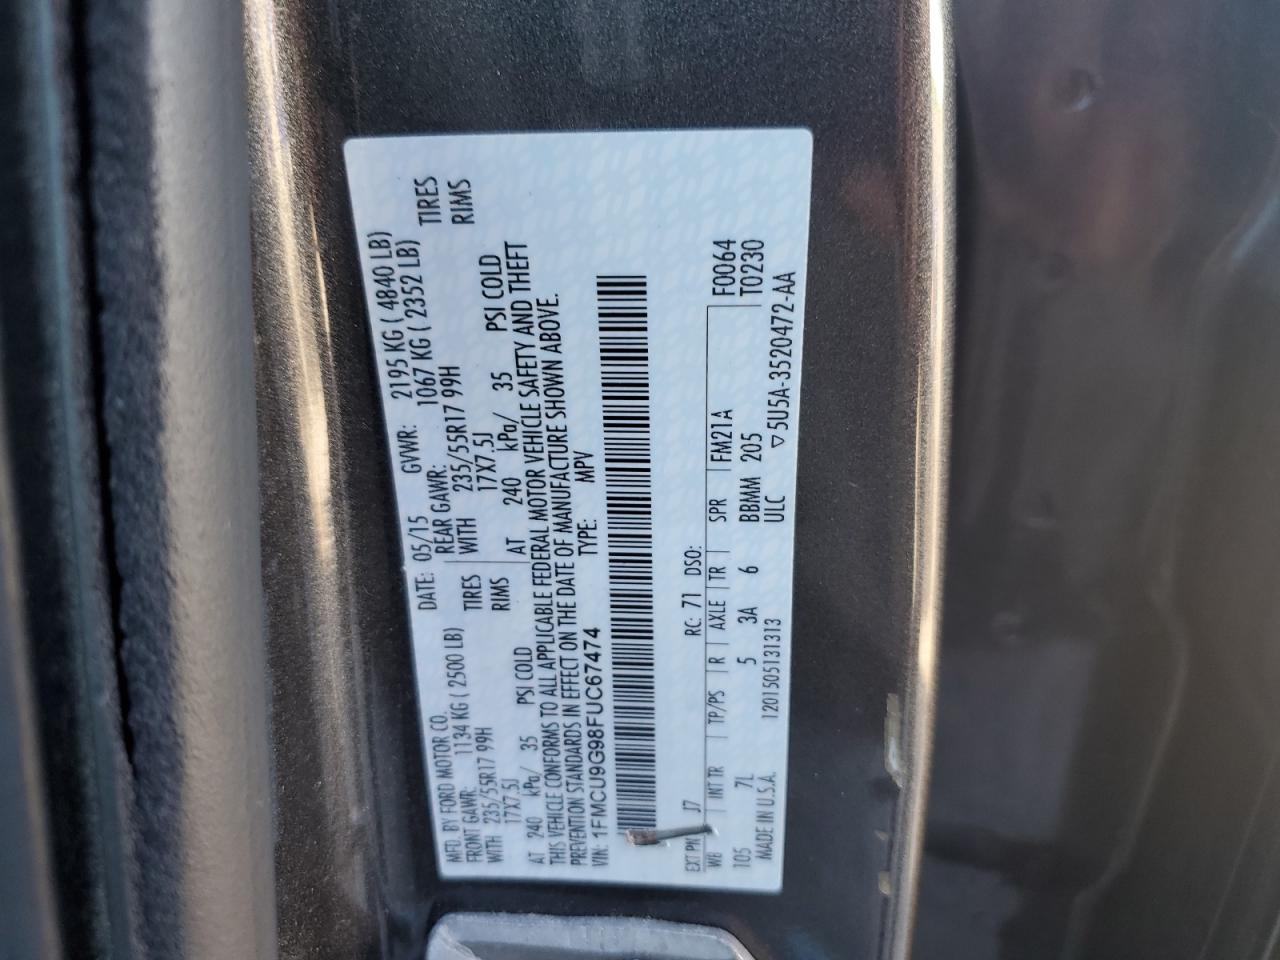 MFD. BY FORD MOTOR CO. DATE: 05/15 GVWR: 2195 KG ( 4840 LB)
FRONT GAWR: 1134 KG ( 2500 LB) REAR GAWR: 1067 KG ( 2352 LB)
WITH 235/55R17 99H TIRES WITH 235/55R17 99H TIRES
17X7.5J RIMS 17X7.5J RIMS
AT 240 kPa/ 35 PSI COLD AT 240 kPa/ 35 PSI COLD
THIS VEHICLE CONFORMS TO ALL APPLICABLE FEDERAL MOTOR VEHICLE SAFETY AND THEFT
PREVENTION STANDARDS IN EFFECT ON THE DATE OF MANUFACTURE SHOWN ABOVE.
VIN: 1FMCU9G98FUC67474 TYPE: MPV
EXT PNT J7 RC: 71 DSO: F0064
WB INT TR TP/PS R AXLE TR SPR FM21A T0230
105 7L 5 3A 6 BBMM 205
MADE IN U.S.A. 1201505131313 ULC ▽5U5A-3520472-AA